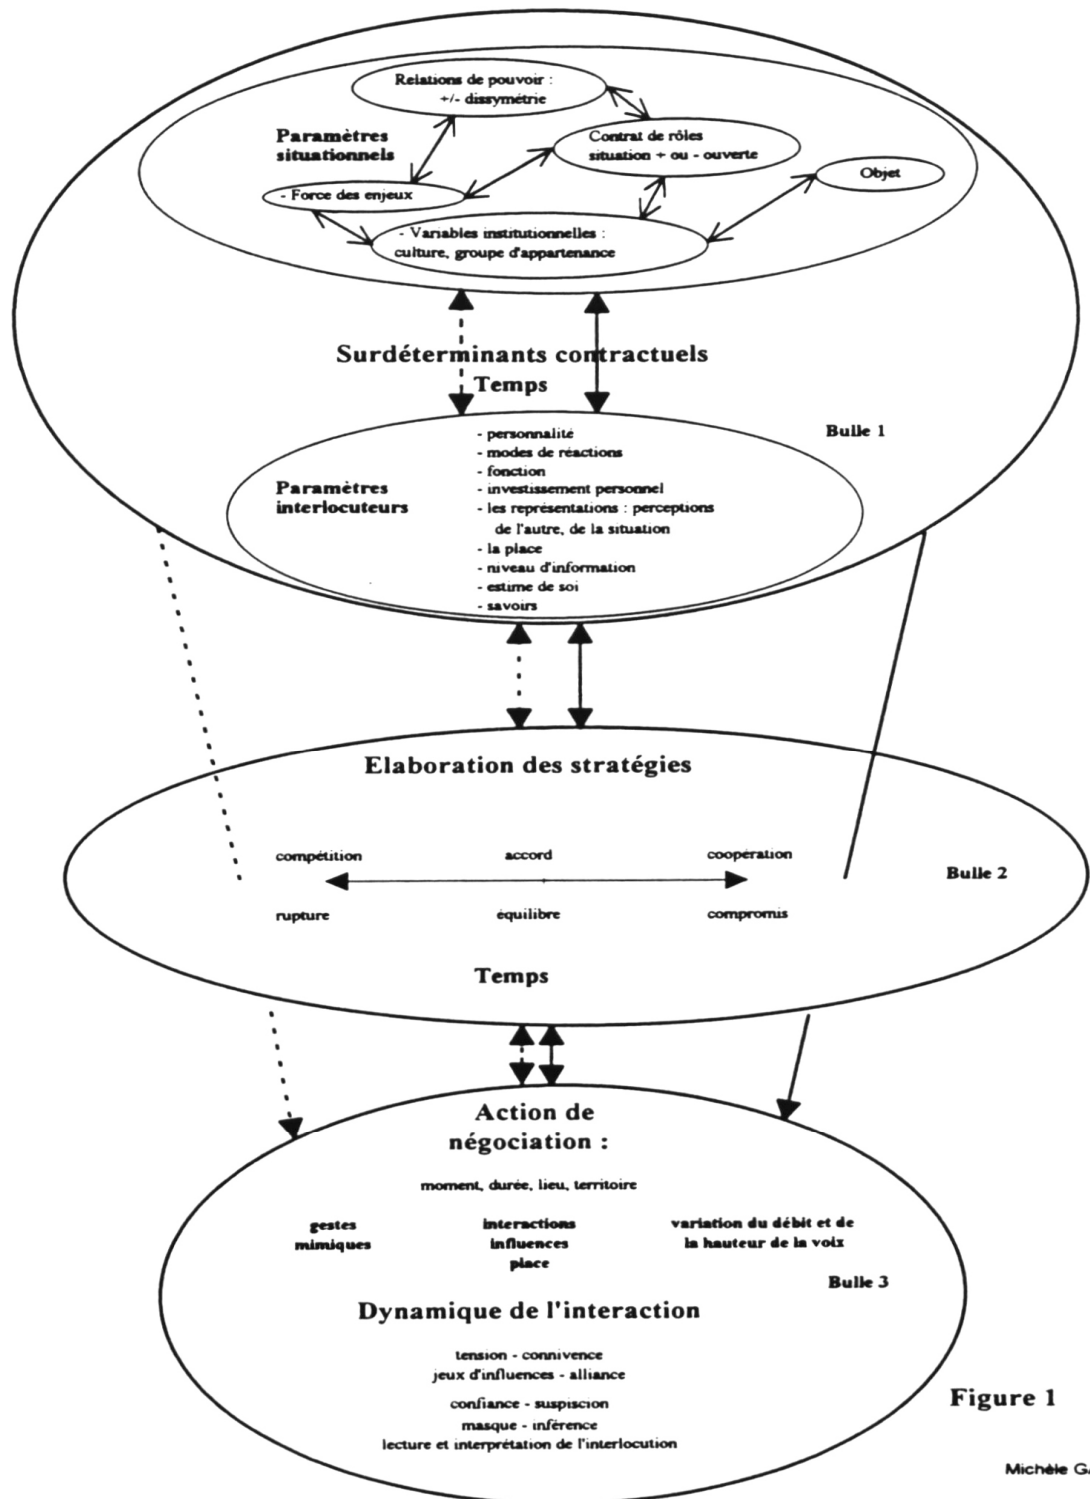 Relations de pouvoir :
+/- dissymétrie
Paramètres
situationnels
Contrat de rôles
situation + ou - ouverte
Objet
- Force des enjeux
- Variables institutionnelles :
culture, groupe d'appartenance
Surdéterminants contractuels
Temps
Bulle 1
Paramètres
interlocuteurs
- personnalité
- modes de réactions
- fonction
- investissement personnel
- les représentations : perceptions
de l'autre, de la situation
- la place
- niveau d'information
- estime de soi
- savoirs
Elaboration des stratégies
compétition accord coopération
Bulle 2
rupture équilibre compromis
Temps
Action de
négociation :
moment, durée, lieu, territoire
gestes
mimiques
interactions
influences
place
variation du débit et de
la hauteur de la voix
Bulle 3
Dynamique de l'interaction
tension - connivence
jeux d'influences - alliance
confiance - suspiscion
masque - inférence
lecture et interprétation de l'interlocution
Figure 1
Michèle